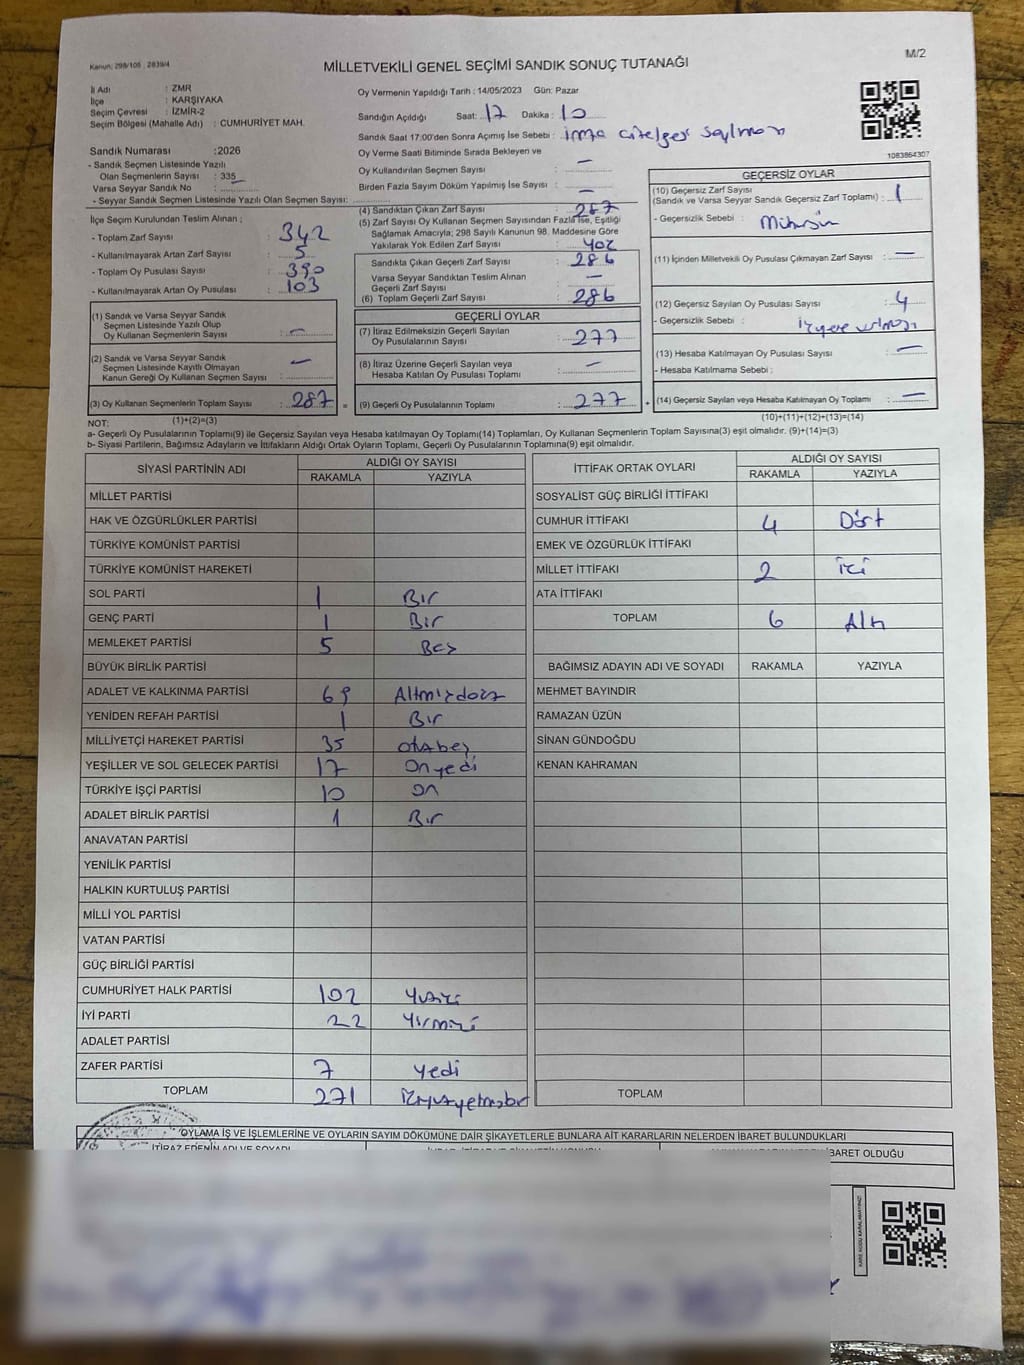 Kanun: 298/105 , 2839/4
M/2
MİLLETVEKİLİ GENEL SEÇİMİ SANDIK SONUÇ TUTANAĞI
İl Adı : ZMR
İlçe : KARŞIYAKA
Seçim Çevresi : İZMİR-2
Seçim Bölgesi (Mahalle Adı) : CUMHURİYET MAH.
Sandık Numarası :2026
- Sandık Seçmen Listesinde Yazılı
Olan Seçmenlerin Sayısı : 335
Varsa Seyyar Sandık No :
- Seyyar Sandık Seçmen Listesinde Yazılı Olan Seçmen Sayısı:
Oy Vermenin Yapıldığı Tarih : 14/05/2023 Gün: Pazar
Sandığın Açıldığı Saat: 17 Dakika: 10
Sandık Saat 17:00'den Sonra Açılmış İse Sebebi : imza sayılması
Oy Verme Saati Bitiminde Sırada Bekleyen ve
Oy Kullandırılan Seçmen Sayısı : —
Birden Fazla Sayım Döküm Yapılmış İse Sayısı : —
1083864307
İlçe Seçim Kurulundan Teslim Alınan ;
- Toplam Zarf Sayısı : 342
- Kullanılmayarak Artan Zarf Sayısı : 5
- Toplam Oy Pusulası Sayısı : 390
- Kullanılmayarak Artan Oy Pusulası : 103
(1) Sandık ve Varsa Seyyar Sandık
Seçmen Listesinde Yazılı Olup
Oy Kullanan Seçmenlerin Sayısı : —
(2) Sandık ve Varsa Seyyar Sandık
Seçmen Listesinde Kayıtlı Olmayan
Kanun Gereği Oy Kullanan Seçmen Sayısı : —
(3) Oy Kullanan Seçmenlerin Toplam Sayısı : 287
(4) Sandıktan Çıkan Zarf Sayısı : 287
(5) Zarf Sayısı Oy Kullanan Seçmen Sayısından Fazla İse, Eşitliği
Sağlamak Amacıyla; 298 Sayılı Kanunun 98. Maddesine Göre
Yakılarak Yok Edilen Zarf Sayısı :
Sandıkta Çıkan Geçerli Zarf Sayısı : 286
Varsa Seyyar Sandıktan Teslim Alınan
Geçerli Zarf Sayısı : —
(6) Toplam Geçerli Zarf Sayısı : 286
GEÇERLİ OYLAR
(7) İtiraz Edilmeksizin Geçerli Sayılan
Oy Pusulalarının Sayısı : 277
(8) İtiraz Üzerine Geçerli Sayılan veya
Hesaba Katılan Oy Pusulası Toplamı : —
(9) Geçerli Oy Pusulalarının Toplamı : 277
GEÇERSİZ OYLAR
(10) Geçersiz Zarf Sayısı
(Sandık ve Varsa Seyyar Sandık Geçersiz Zarf Toplamı) : 1
- Geçersizlik Sebebi : Mühürsün
(11) İçinden Milletvekili Oy Pusulası Çıkmayan Zarf Sayısı : —
(12) Geçersiz Sayılan Oy Pusulası Sayısı : 4
- Geçersizlik Sebebi :
(13) Hesaba Katılmayan Oy Pusulası Sayısı : —
- Hesaba Katılmama Sebebi :
(14) Geçersiz Sayılan veya Hesaba Katılmayan Oy Toplamı : —
NOT: (1)+(2)=(3) (10)+(11)+(12)+(13)=(14)
a- Geçerli Oy Pusulalarının Toplamı(9) ile Geçersiz Sayılan veya Hesaba katılmayan Oy Toplamı(14) Toplamları, Oy Kullanan Seçmenlerin Toplam Sayısına(3) eşit olmalıdır. (9)+(14)=(3)
b- Siyasi Partilerin, Bağımsız Adayların ve İttifakların Aldığı Ortak Oyların Toplamı, Geçerli Oy Pusulalarının Toplamına(9) eşit olmalıdır.
SİYASİ PARTİNİN ADI ALDIĞI OY SAYISI
RAKAMLA YAZIYLA
MİLLET PARTİSİ
HAK VE ÖZGÜRLÜKLER PARTİSİ
TÜRKİYE KOMÜNİST PARTİSİ
TÜRKİYE KOMÜNİST HAREKETİ
SOL PARTİ 1 Bir
GENÇ PARTİ 1 Bir
MEMLEKET PARTİSİ 5 Beş
BÜYÜK BİRLİK PARTİSİ
ADALET VE KALKINMA PARTİSİ 69 Altmışdoız
YENİDEN REFAH PARTİSİ 1 Bir
MİLLİYETÇİ HAREKET PARTİSİ 35 otuzbeş
YEŞİLLER VE SOL GELECEK PARTİSİ 17 Onyedi
TÜRKİYE İŞÇİ PARTİSİ 10 On
ADALET BİRLİK PARTİSİ 1 Bir
ANAVATAN PARTİSİ
YENİLİK PARTİSİ
HALKIN KURTULUŞ PARTİSİ
MİLLİ YOL PARTİSİ
VATAN PARTİSİ
GÜÇ BİRLİĞİ PARTİSİ
CUMHURİYET HALK PARTİSİ 102 Yüziki
İYİ PARTİ 22 Yirmiki
ADALET PARTİSİ
ZAFER PARTİSİ 7 yedi
TOPLAM 271
İTTİFAK ORTAK OYLARI ALDIĞI OY SAYISI
RAKAMLA YAZIYLA
SOSYALİST GÜÇ BİRLİĞİ İTTİFAKI
CUMHUR İTTİFAKI 4 Dört
EMEK VE ÖZGÜRLÜK İTTİFAKI
MİLLET İTTİFAKI 2 iki
ATA İTTİFAKI
TOPLAM 6 Altı
BAĞIMSIZ ADAYIN ADI VE SOYADI RAKAMLA YAZIYLA
MEHMET BAYINDIR
RAMAZAN ÜZÜN
SİNAN GÜNDOĞDU
KENAN KAHRAMAN
TOPLAM
OYLAMA İŞ VE İŞLEMLERİNE VE OYLARIN SAYIM DÖKÜMÜNE DAİR ŞİKAYETLERLE BUNLARA AİT KARARLARIN NELERDEN İBARET BULUNDUKLARI
İTİRAZ EDENİN ADI VE SOYADI
İBARET OLDUĞU